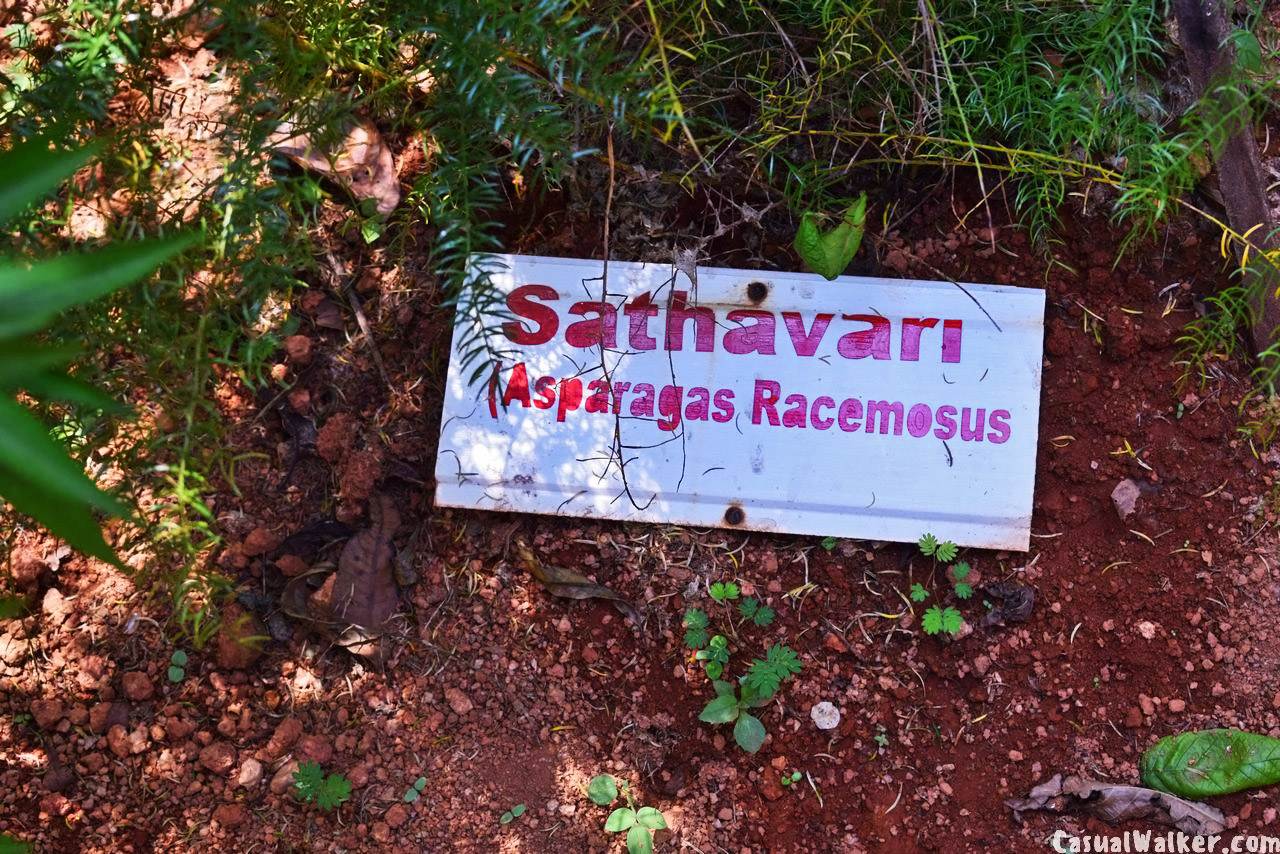 Sathavari
(Asparagas Racemosus
CasualWalker.com